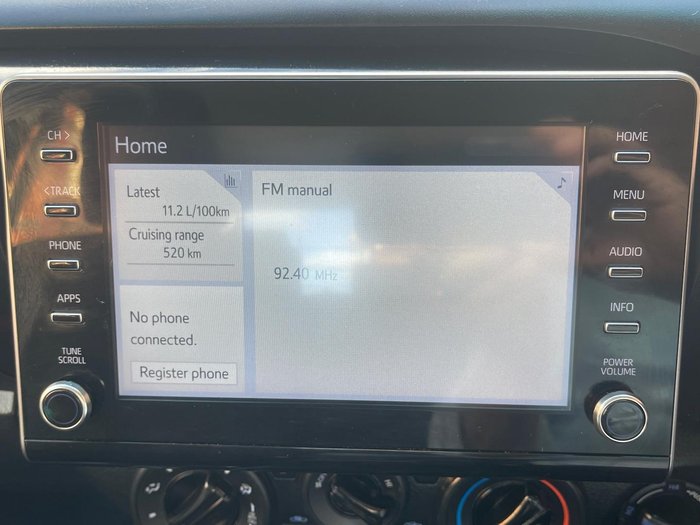 CH >
< TRACK
PHONE
APPS
TUNE
SCROLL
Home
Latest
11.2 L/100km
Cruising range
520 km
No phone
connected.
Register phone
FM manual
92.40 MHz
HOME
MENU
AUDIO
INFO
POWER
VOLUME